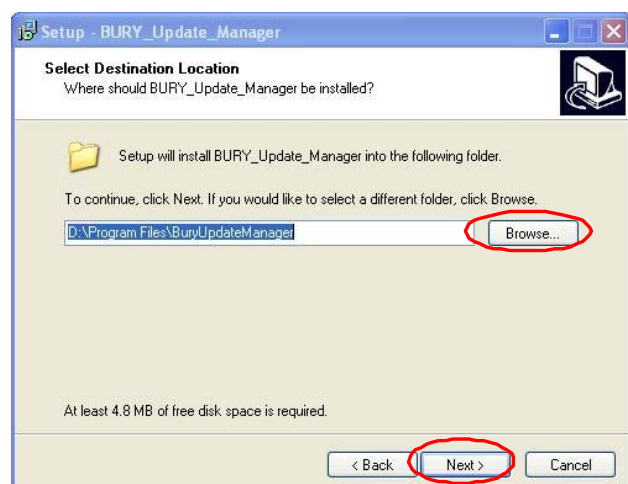 Setup - BURY_Update_Manager
Select Destination Location
Where should BURY_Update_Manager be installed?
Setup will install BURY_Update_Manager into the following folder.
To continue, click Next. If you would like to select a different folder, click Browse.
D:\Program Files\BuryUpdateManager
Browse...
At least 4.8 MB of free disk space is required.
< Back
Next >
Cancel